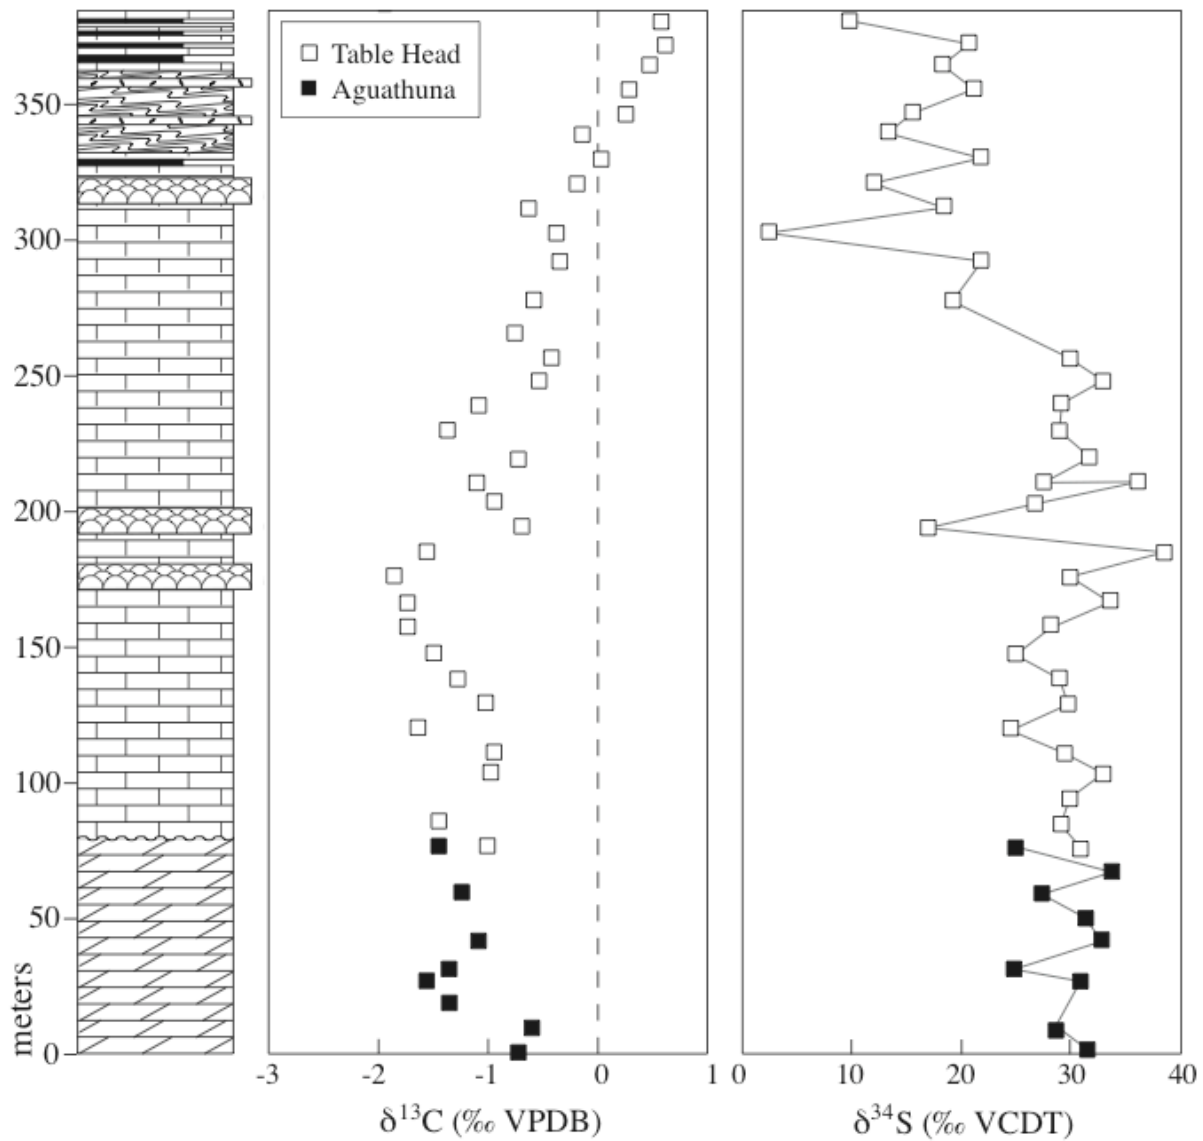 Table Head
Aguathuna
350
300
250
200
150
100
50
0
meters
-3 -2 -1 0 1
0 10 20 30 40
δ¹³C (‰ VPDB)
δ³⁴S (‰ VCDT)